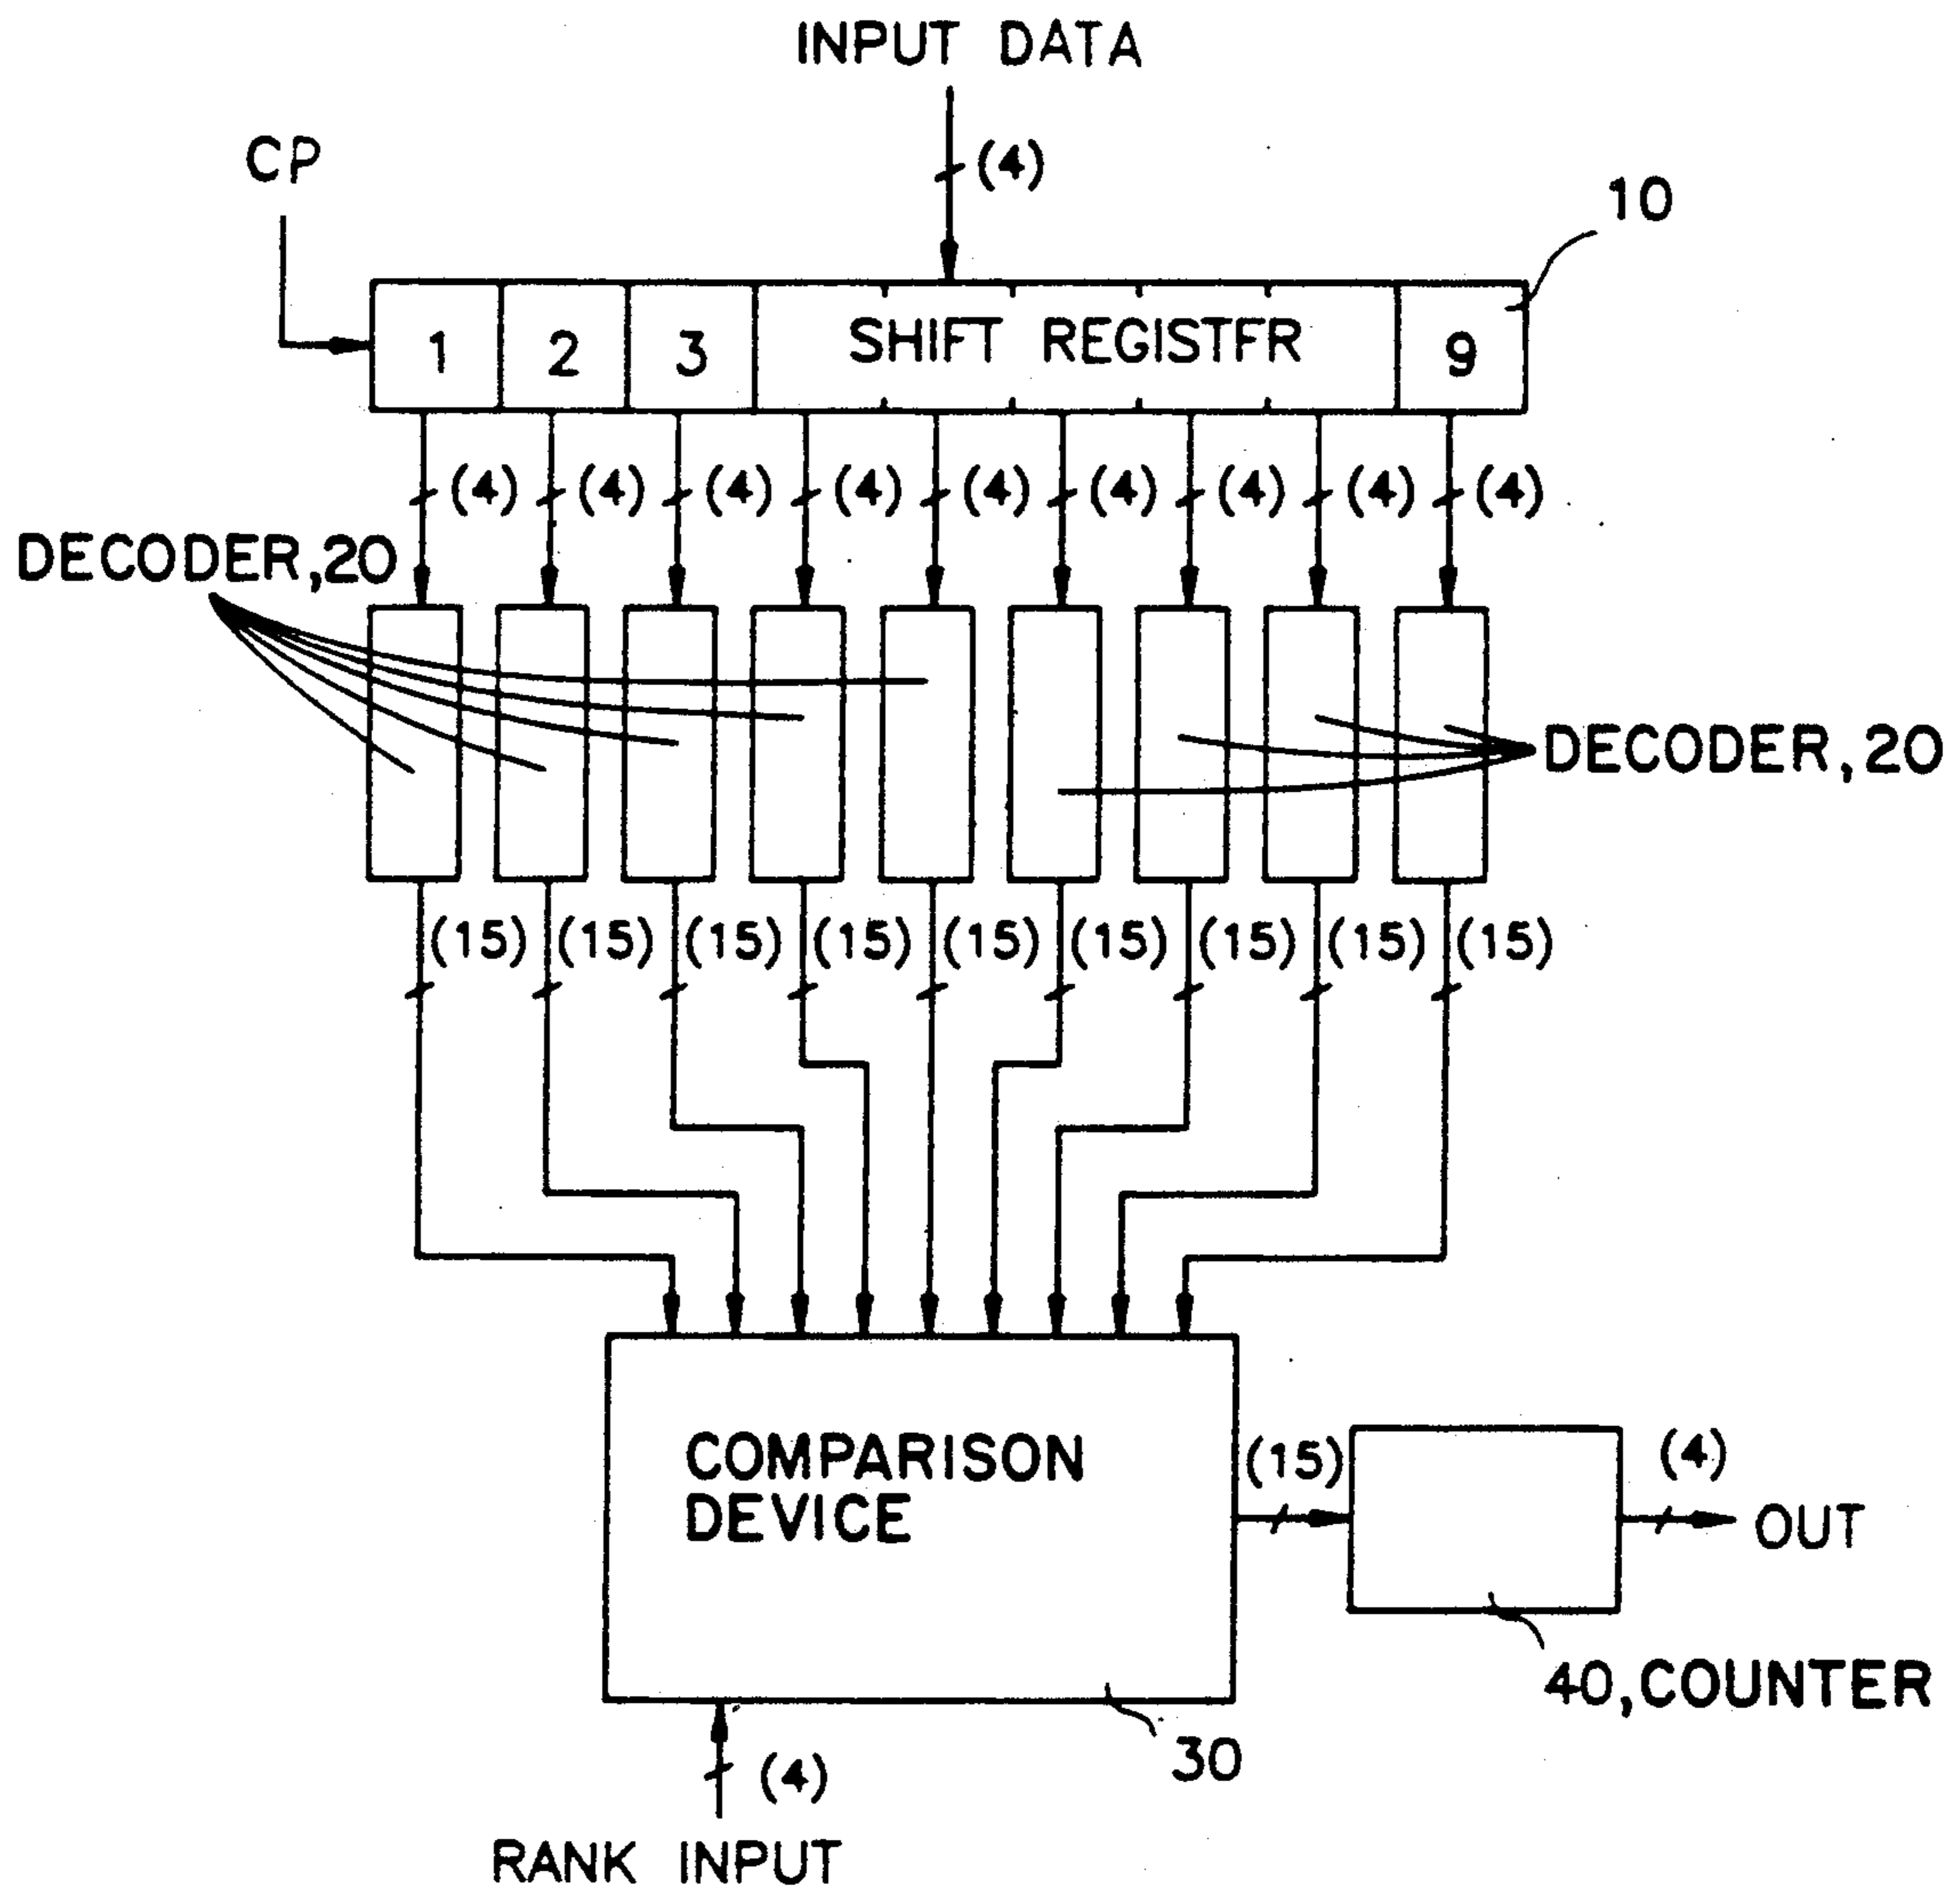 INPUT DATA
CP
(4)
10
1 2 3 SHIFT REGISTFR 9
(4) (4) (4) (4) (4) (4) (4) (4) (4)
DECODER,20
DECODER,20
(15) (15) (15) (15) (15) (15) (15) (15) (15)
COMPARISON
DEVICE
(15)
(4)
OUT
40,COUNTER
30
(4)
RANK INPUT